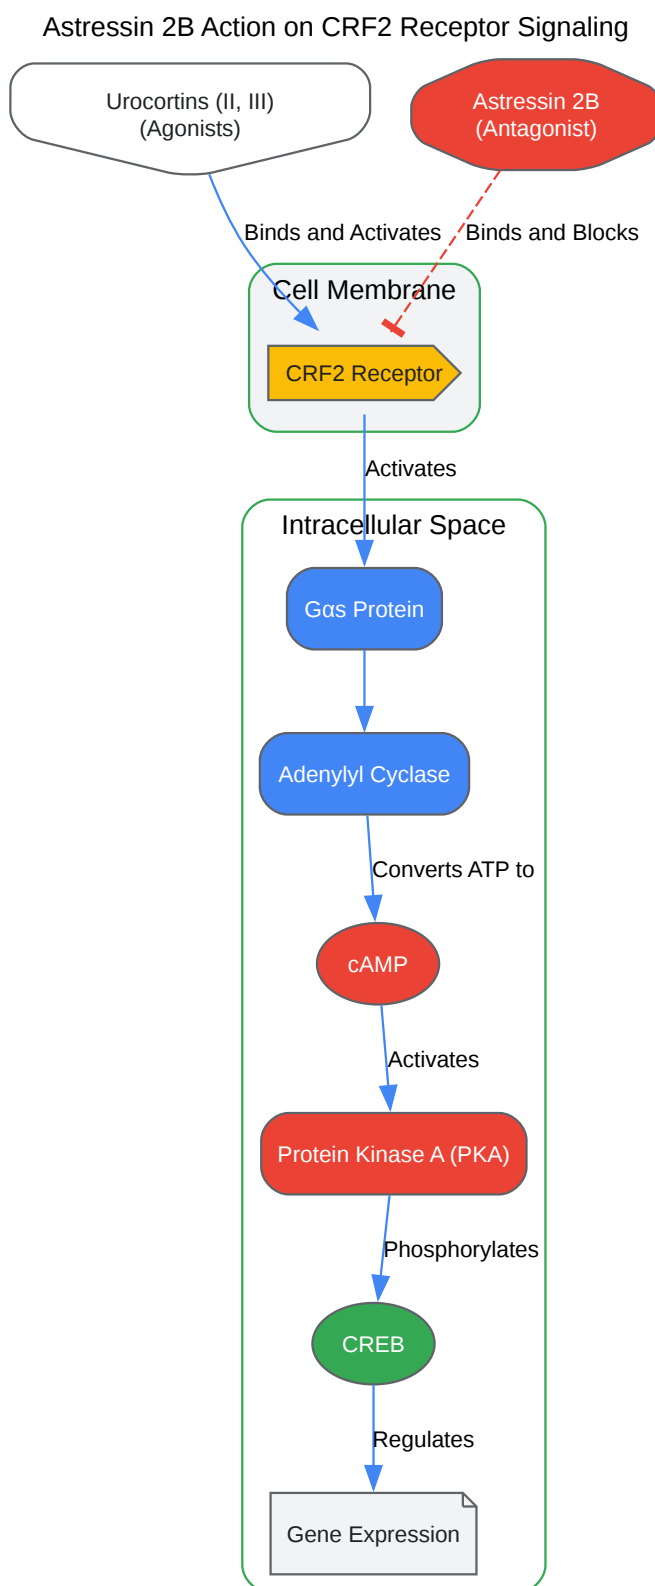 Astressin 2B Action on CRF2 Receptor Signaling
Urocortins (II, III)
(Agonists)
Astressin 2B
(Antagonist)
Binds and Activates
Binds and Blocks
Cell Membrane
CRF2 Receptor
Activates
Intracellular Space
Gαs Protein
Adenylyl Cyclase
Converts ATP to
cAMP
Activates
Protein Kinase A (PKA)
Phosphorylates
CREB
Regulates
Gene Expression